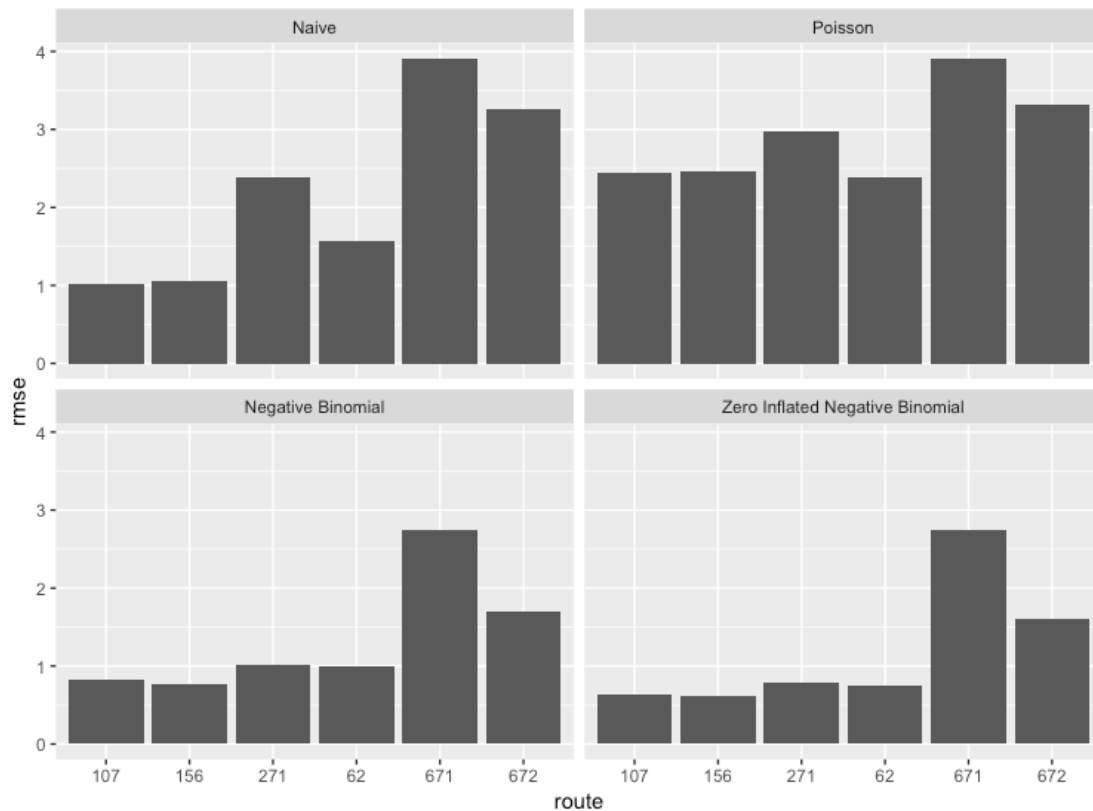 Naive
Poisson
4
3
2
1
0
rmse
Negative Binomial
Zero Inflated Negative Binomial
4
3
2
1
0
107 156 271 62 671 672
107 156 271 62 671 672
route